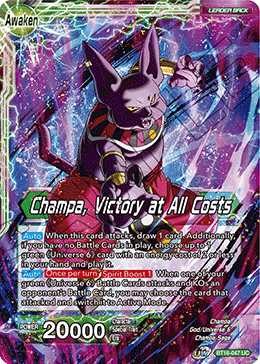 LEADER BACK
Awaken
Champa, Victory at All Costs
Auto When this card attacks, draw 1 card. Additionally,
if you have no Battle Cards in play, choose up to 1
green ‹Universe 6› card with an energy cost of 2 or less
in your hand and play it.
Auto Once per turn Spirit Boost 1 When one of your
green ‹Universe 6› Battle Cards attacks and KOs an
opponent's Battle Card, you may choose the card that
attacked and switch it to Active Mode.
POWER 20000
Character Champa
Special Trait God/Universe 6
Era Champa Saga
BT16-047 UC